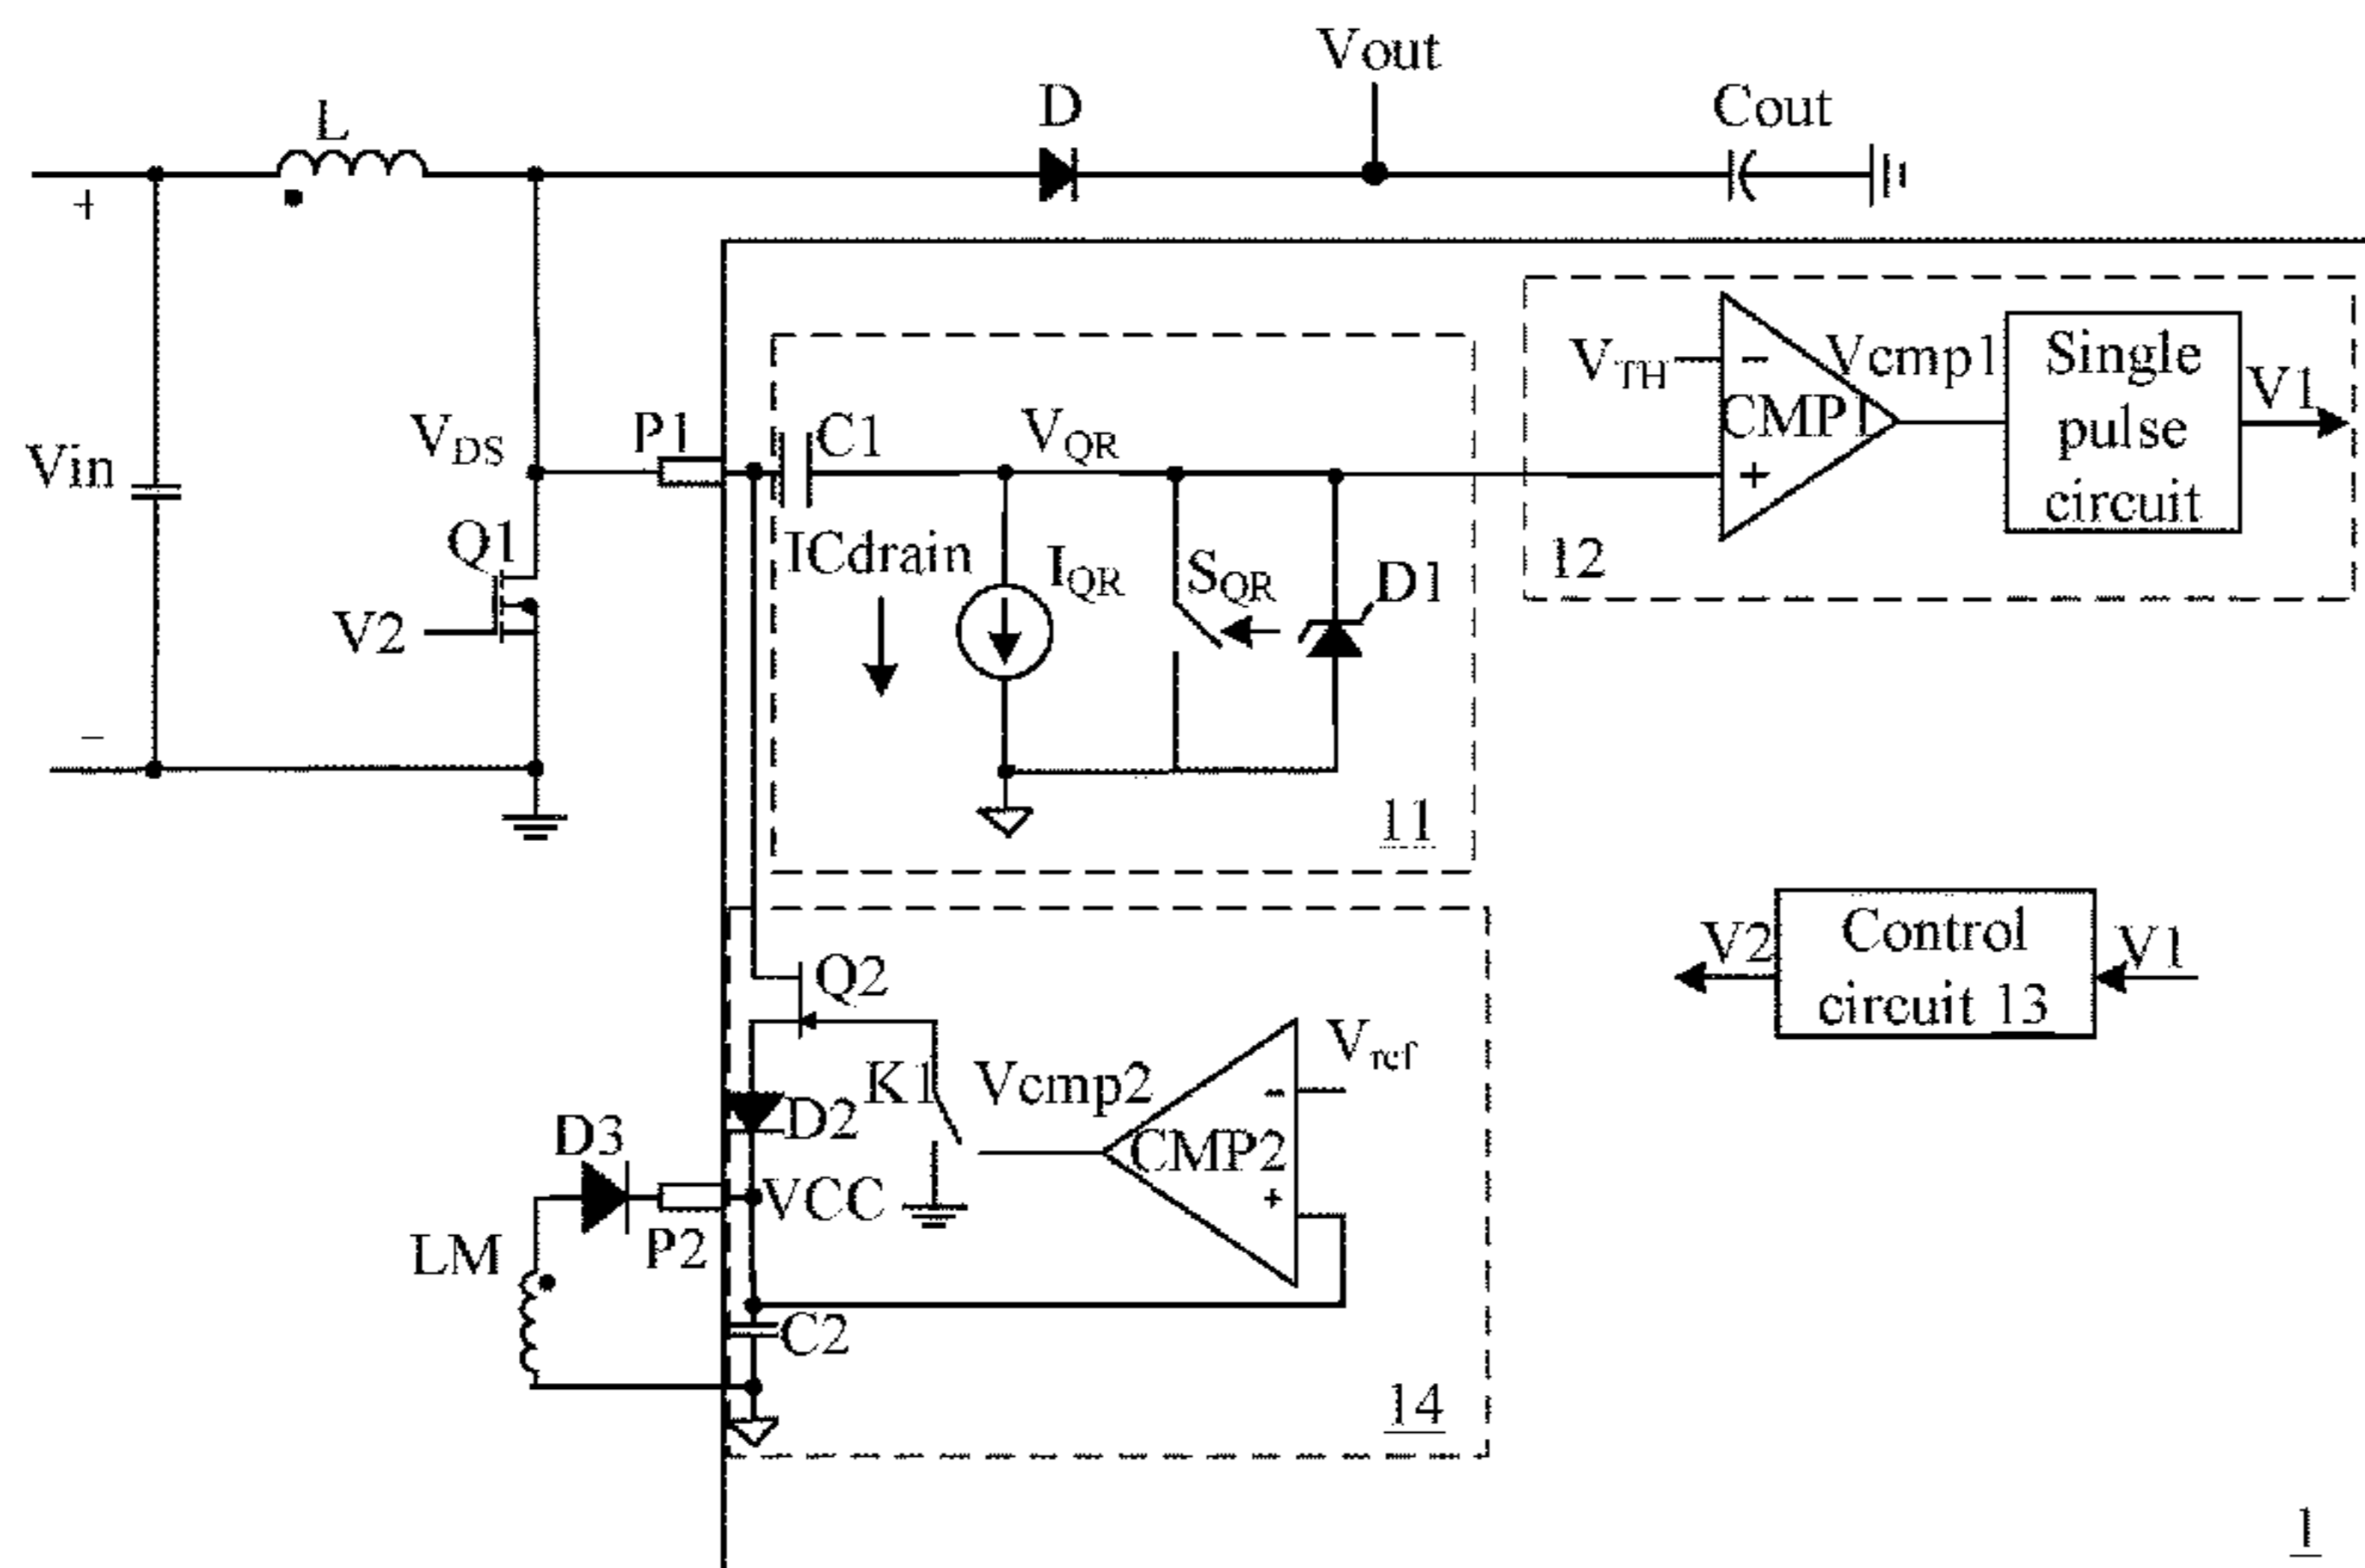 Vout
L
D
Cout
+
Single
pulse
circuit
VTH
−
Vcmp1
V1
CMP1
+
12
VDS
P1
C1
VQR
Vin
Q1
ICdrain
IQR
SQR
D1
V2
−
11
Control
circuit 13
V2
V1
Q2
Vref
K1
Vcmp2
−
D3
D2
CMP2
VCC
+
LM
P2
C2
14
1